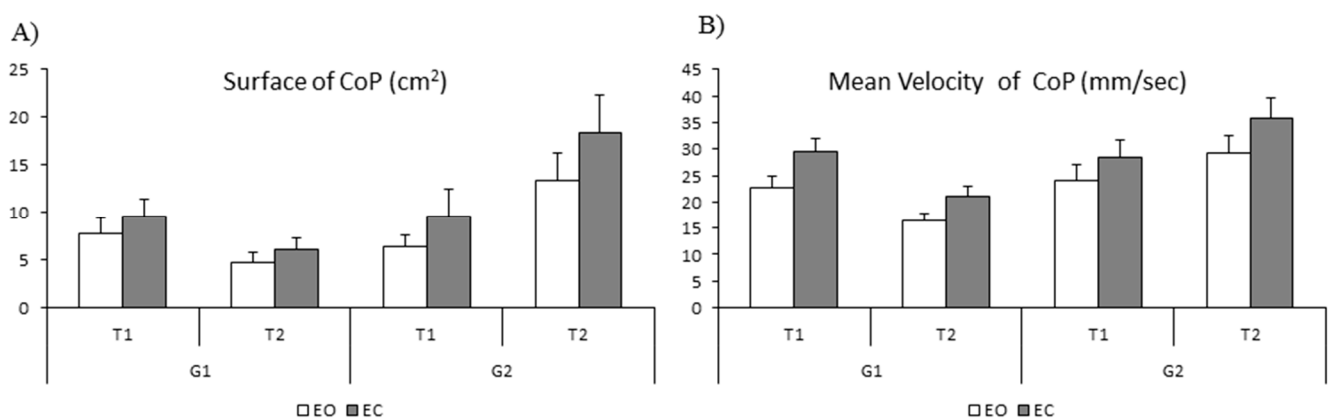 A)
Surface of CoP (cm²)
25
20
15
10
5
0
T1 T2 T1 T2
G1 G2
EO EC
B)
Mean Velocity of CoP (mm/sec)
45
40
35
30
25
20
15
10
5
0
T1 T2 T1 T2
G1 G2
EO EC